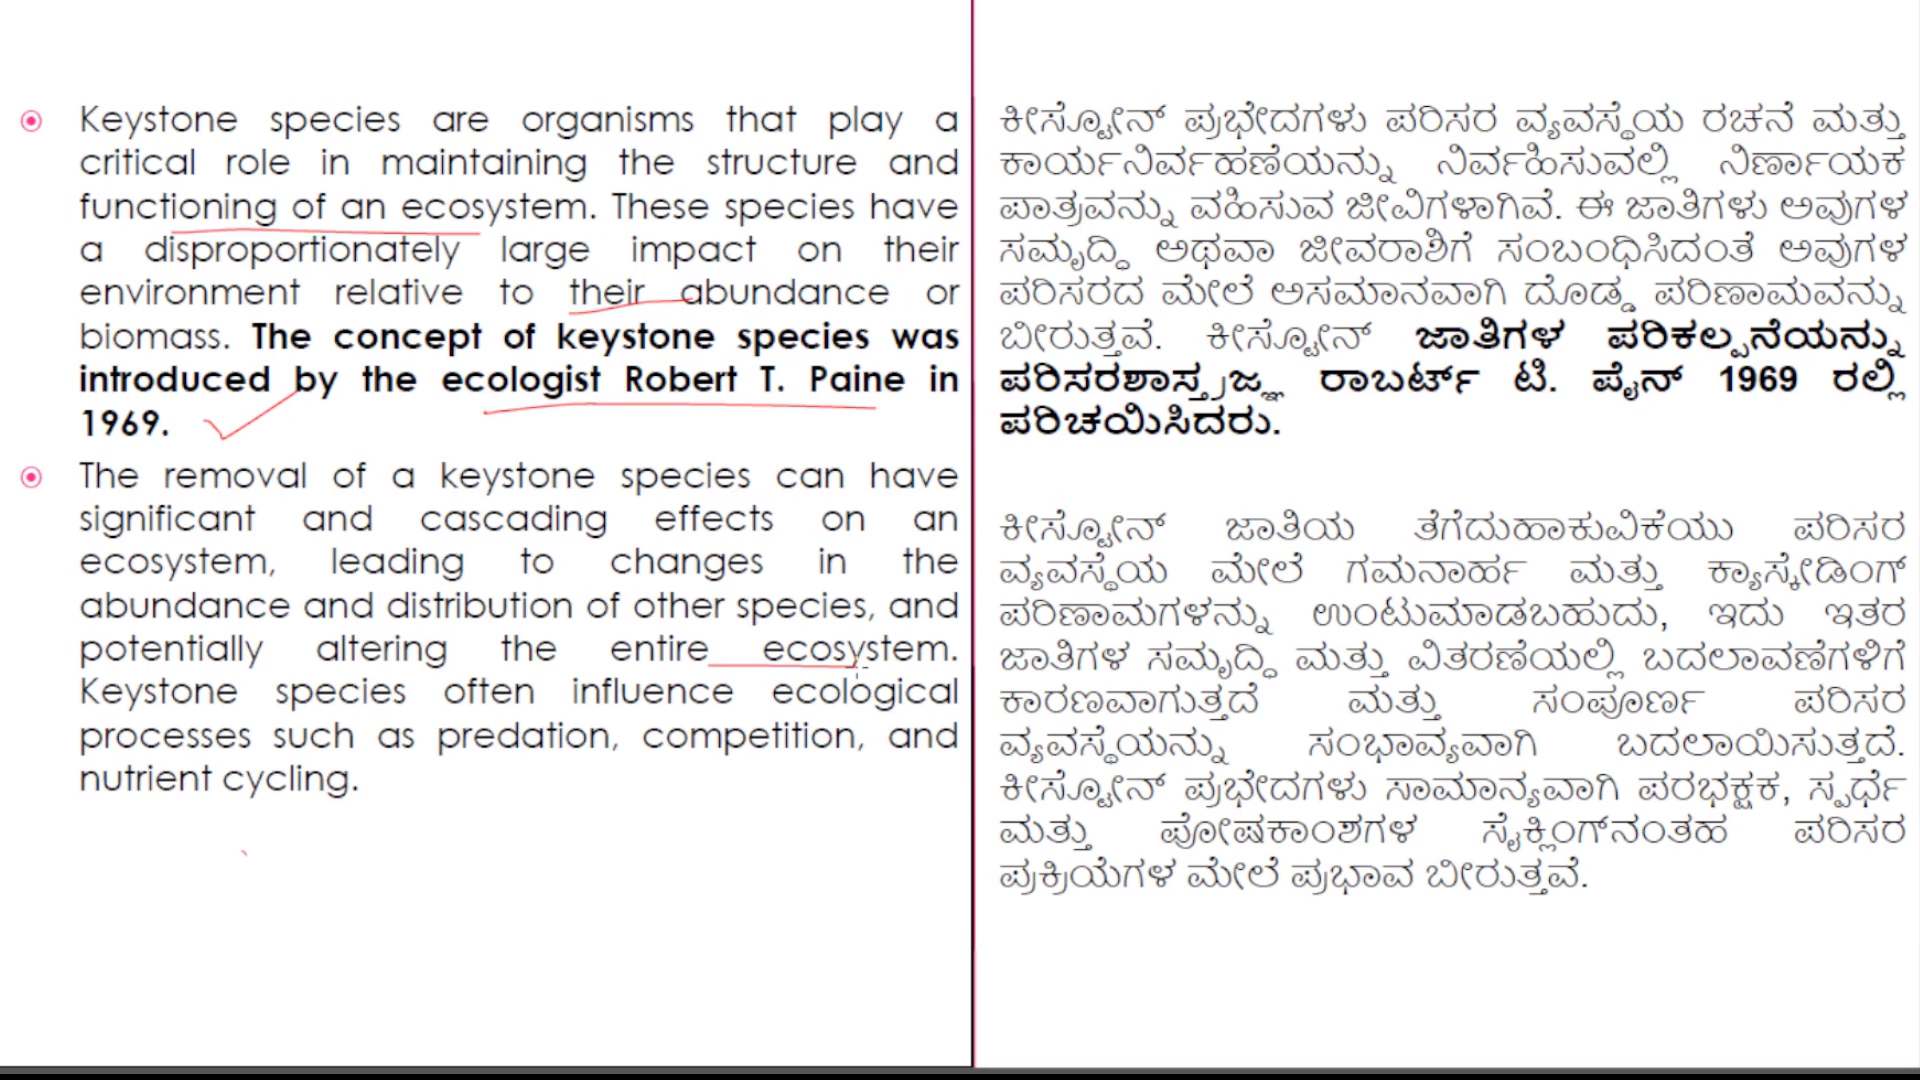 Keystone species are organisms that play a
critical role in maintaining the structure and
functioning of an ecosystem. These species have
a disproportionately large impact on their
environment relative to their abundance or
biomass. The concept of keystone species was
introduced by the ecologist Robert T. Paine in
1969.
The removal of a keystone species can have
significant and cascading effects on an
ecosystem, leading to changes in the
abundance and distribution of other species, and
potentially altering the entire ecosystem.
Keystone species often influence ecological
processes such as predation, competition, and
nutrient cycling.
ಕೀಸ್ಟೋನ್ ಪ್ರಭೇದಗಳು ಪರಿಸರ ವ್ಯವಸ್ಥೆಯ ರಚನೆ ಮತ್ತು
ಕಾರ್ಯನಿರ್ವಹಣೆಯನ್ನು ನಿರ್ವಹಿಸುವಲ್ಲಿ ನಿರ್ಣಾಯಕ
ಪಾತ್ರವನ್ನು ವಹಿಸುವ ಜೀವಿಗಳಾಗಿವೆ. ಈ ಜಾತಿಗಳು ಅವುಗಳ
ಸಮೃದ್ಧಿ ಅಥವಾ ಜೀವರಾಶಿಗೆ ಸಂಬಂಧಿಸಿದಂತೆ ಅವುಗಳ
ಪರಿಸರದ ಮೇಲೆ ಅಸಮಾನವಾಗಿ ದೊಡ್ಡ ಪರಿಣಾಮವನ್ನು
ಬೀರುತ್ತವೆ. ಕೀಸ್ಟೋನ್ ಜಾತಿಗಳ ಪರಿಕಲ್ಪನೆಯನ್ನು
ಪರಿಸರಶಾಸ್ತ್ರಜ್ಞ ರಾಬರ್ಟ್ ಟಿ. ಪೈನ್ 1969 ರಲ್ಲಿ
ಪರಿಚಯಿಸಿದರು.
ಕೀಸ್ಟೋನ್ ಜಾತಿಯ ತೆಗೆದುಹಾಕುವಿಕೆಯು ಪರಿಸರ
ವ್ಯವಸ್ಥೆಯ ಮೇಲೆ ಗಮನಾರ್ಹ ಮತ್ತು ಕ್ಯಾಸ್ಕೇಡಿಂಗ್
ಪರಿಣಾಮಗಳನ್ನು ಉಂಟುಮಾಡಬಹುದು, ಇದು ಇತರ
ಜಾತಿಗಳ ಸಮೃದ್ಧಿ ಮತ್ತು ವಿತರಣೆಯಲ್ಲಿ ಬದಲಾವಣೆಗಳಿಗೆ
ಕಾರಣವಾಗುತ್ತದೆ ಮತ್ತು ಸಂಪೂರ್ಣ ಪರಿಸರ
ವ್ಯವಸ್ಥೆಯನ್ನು ಸಂಭಾವ್ಯವಾಗಿ ಬದಲಾಯಿಸುತ್ತದೆ.
ಕೀಸ್ಟೋನ್ ಪ್ರಭೇದಗಳು ಸಾಮಾನ್ಯವಾಗಿ ಪರಭಕ್ಷಕ, ಸ್ಪರ್ಧೆ
ಮತ್ತು ಪೋಷಕಾಂಶಗಳ ಸೈಕ್ಲಿಂಗ್‌ನಂತಹ ಪರಿಸರ
ಪ್ರಕ್ರಿಯೆಗಳ ಮೇಲೆ ಪ್ರಭಾವ ಬೀರುತ್ತವೆ.